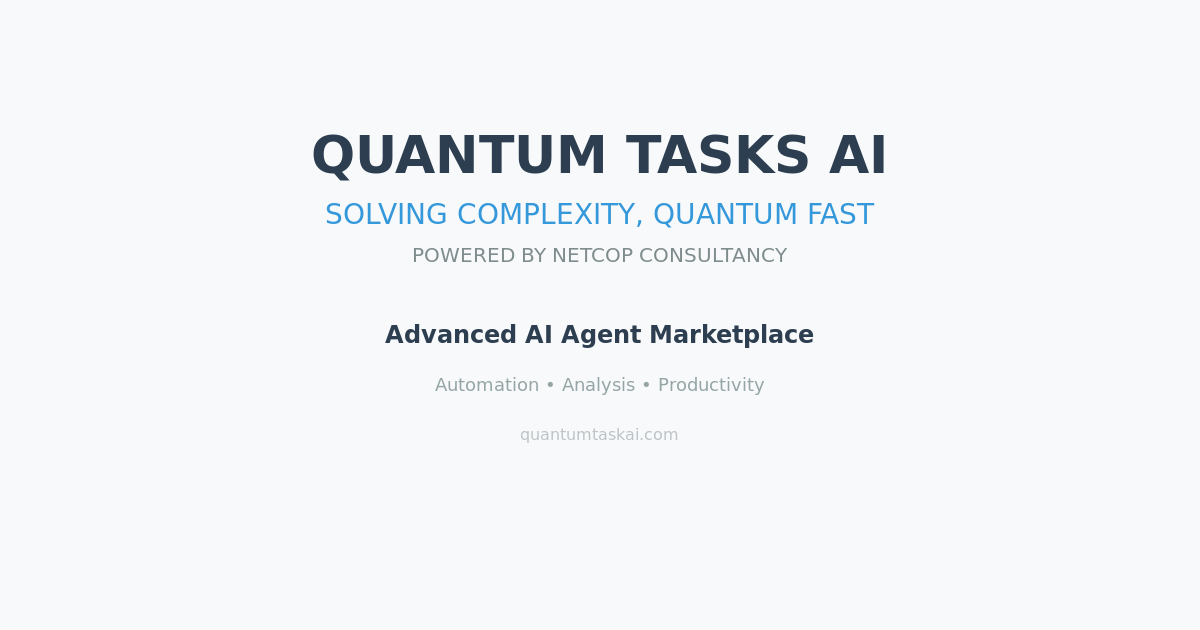 QUANTUM TASKS AI
SOLVING COMPLEXITY, QUANTUM FAST
POWERED BY NETCOP CONSULTANCY
Advanced AI Agent Marketplace
Automation • Analysis • Productivity
quantumtaskai.com